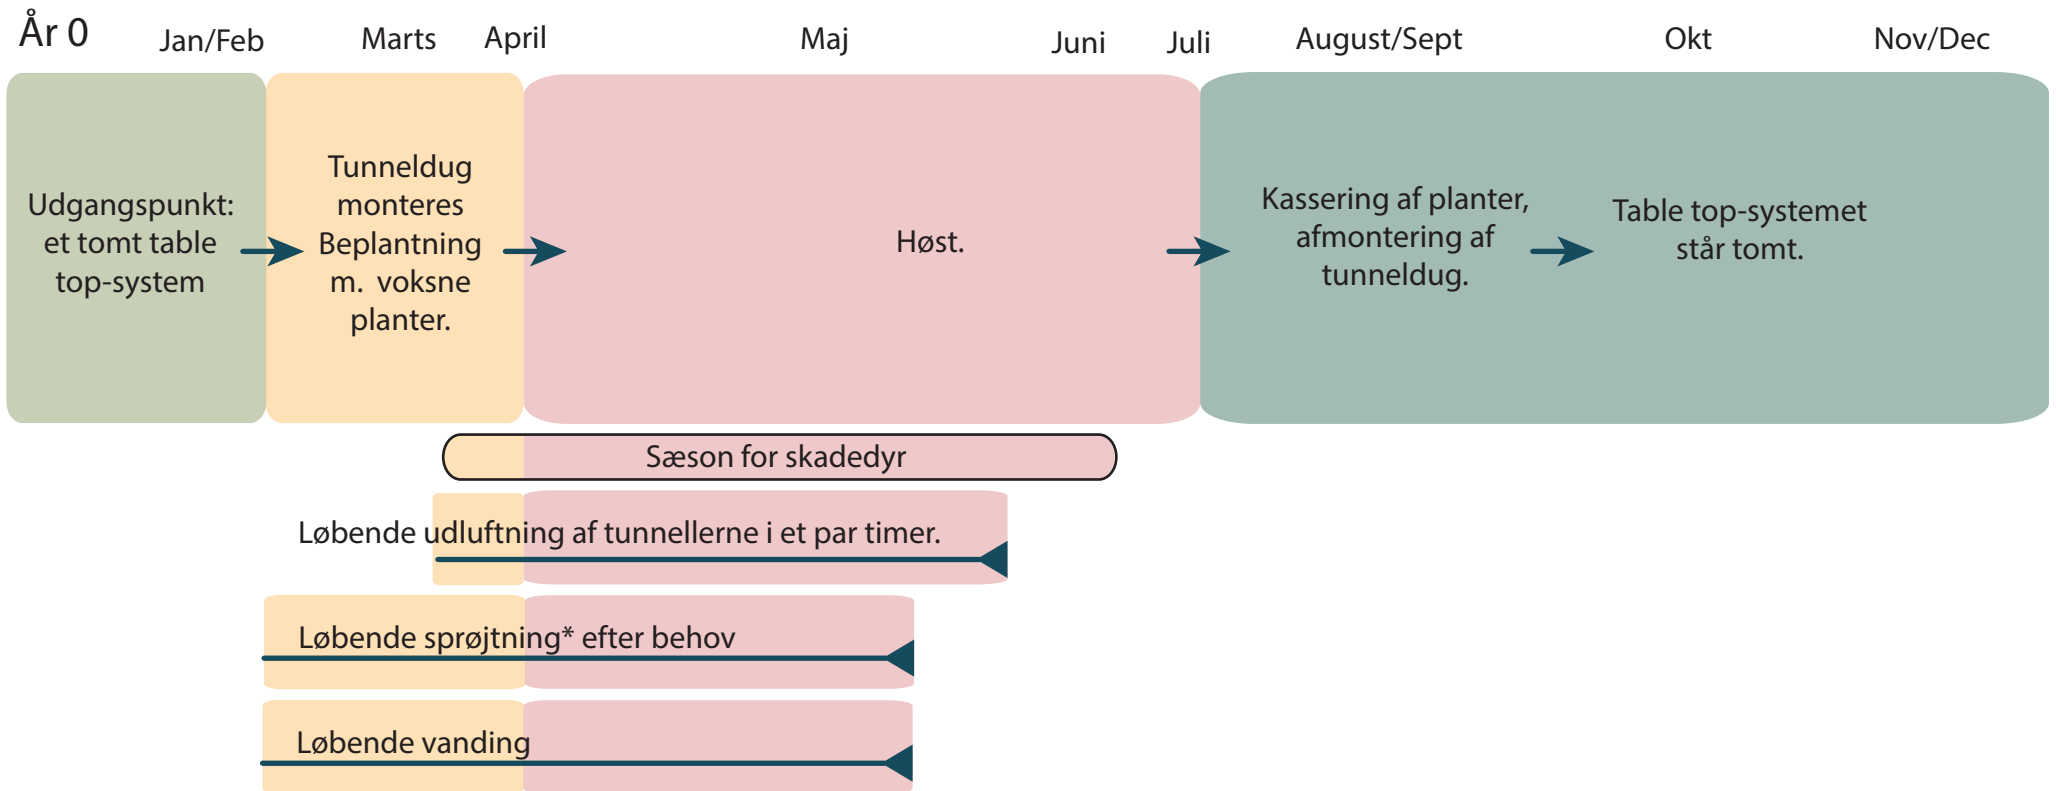 År 0 Jan/Feb Marts April Maj Juni Juli August/Sept Okt Nov/Dec
Udgangspunkt:
et tomt table
top-system
Tunneldug
monteres
Beplantning
m. voksne
planter.
Høst.
Kassering af planter,
afmontering af
tunneldug.
Table top-systemet
står tomt.
Sæson for skadedyr
Løbende udluftning af tunnellerne i et par timer.
Løbende sprøjtning* efter behov
Løbende vanding